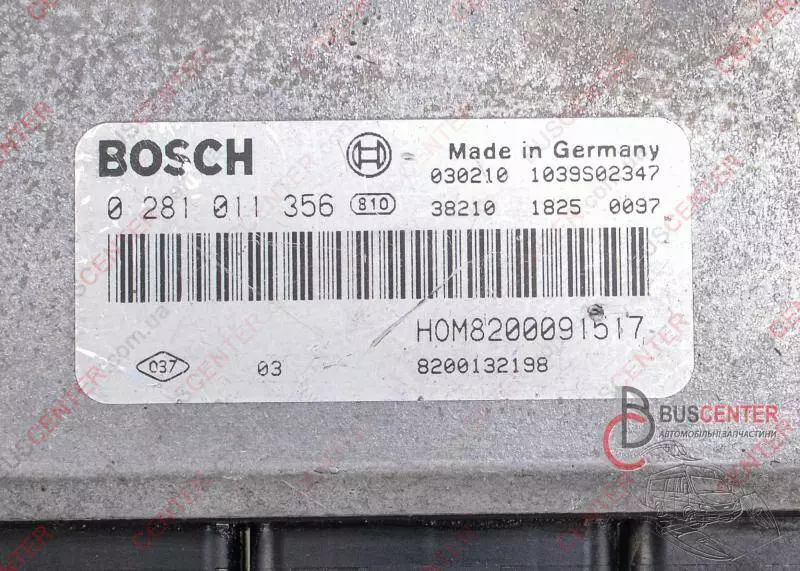 BOSCH
Made in Germany
030210 1039S02347
0 281 011 356 810 38210 1825 0097
HOM8200091517
037 03 8200132198
BUSCENTER
АВТОМОБІЛЬНІ ЗАПЧАСТИНИ